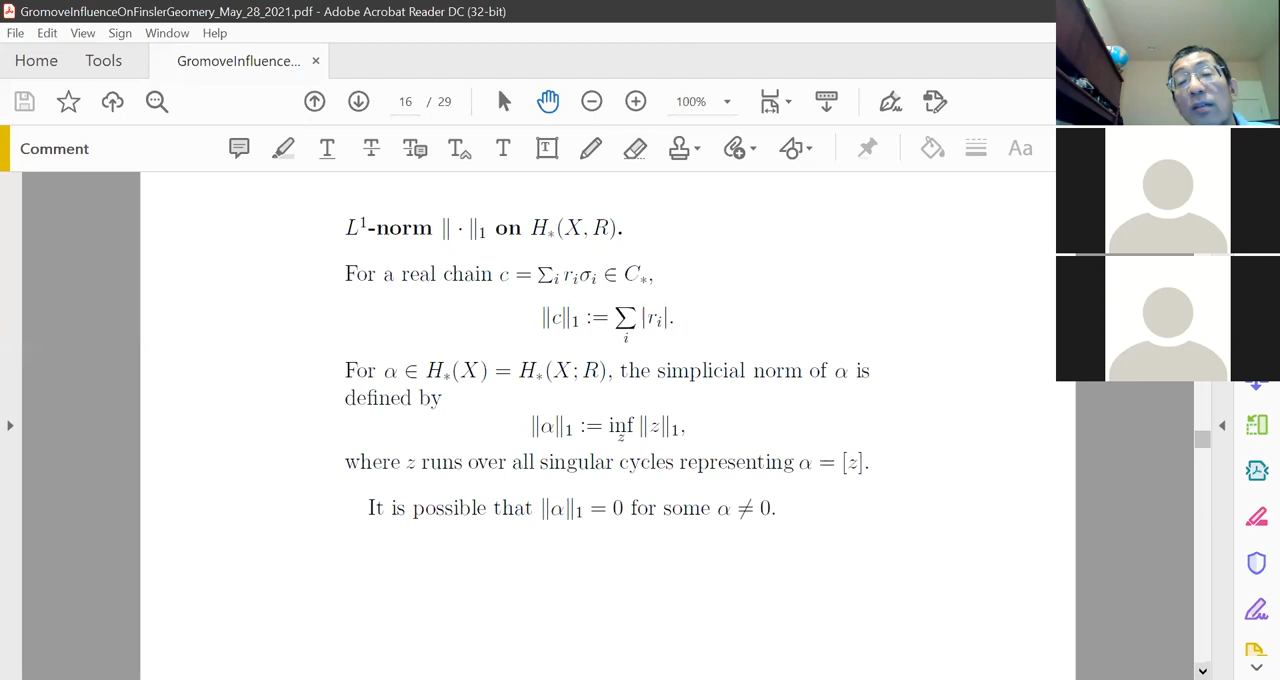 GromoveInfluenceOnFinslerGeomery_May_28_2021.pdf - Adobe Acrobat Reader DC (32-bit)
File Edit View Sign Window Help
Home Tools GromoveInfluence... ×
16 / 29 100%
Comment
L¹-norm ‖ · ‖₁ on H∗(X, R).
For a real chain c = ∑ᵢ rᵢσᵢ ∈ C∗,
‖c‖₁ := ∑ᵢ |rᵢ|.
For α ∈ H∗(X) = H∗(X; R), the simplicial norm of α is
defined by
‖α‖₁ := inf_z ‖z‖₁,
where z runs over all singular cycles representing α = [z].
It is possible that ‖α‖₁ = 0 for some α ≠ 0.